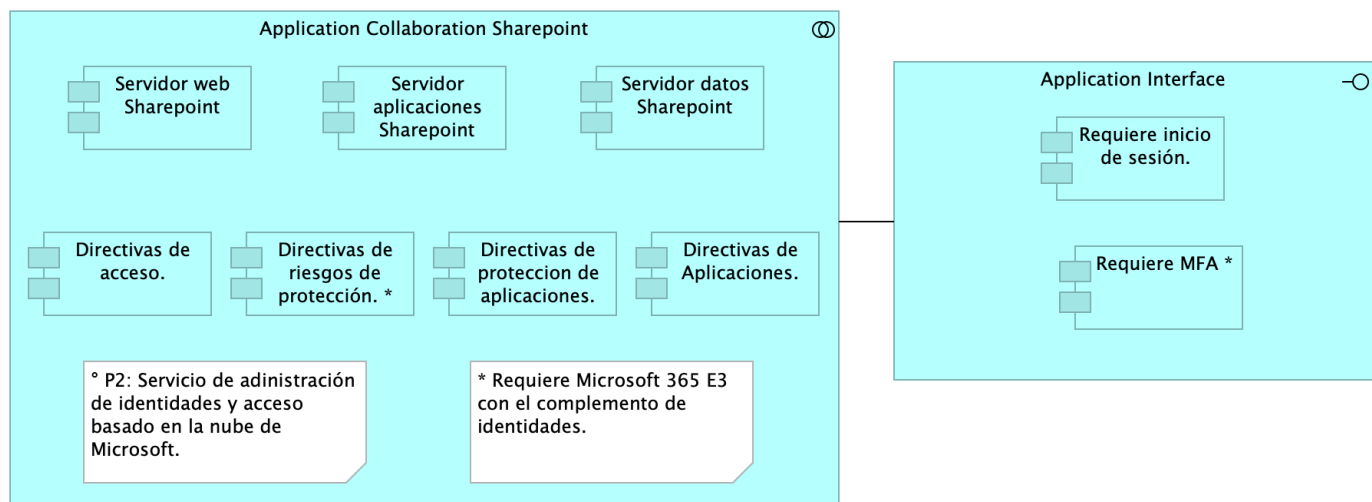 Application Collaboration Sharepoint
Servidor web
Sharepoint
Servidor
aplicaciones
Sharepoint
Servidor datos
Sharepoint
Directivas de
acceso.
Directivas de
riesgos de
protección. *
Directivas de
proteccion de
aplicaciones.
Directivas de
Aplicaciones.
° P2: Servicio de adinistración
de identidades y acceso
basado en la nube de
Microsoft.
* Requiere Microsoft 365 E3
con el complemento de
identidades.
Application Interface
Requiere inicio
de sesión.
Requiere MFA *